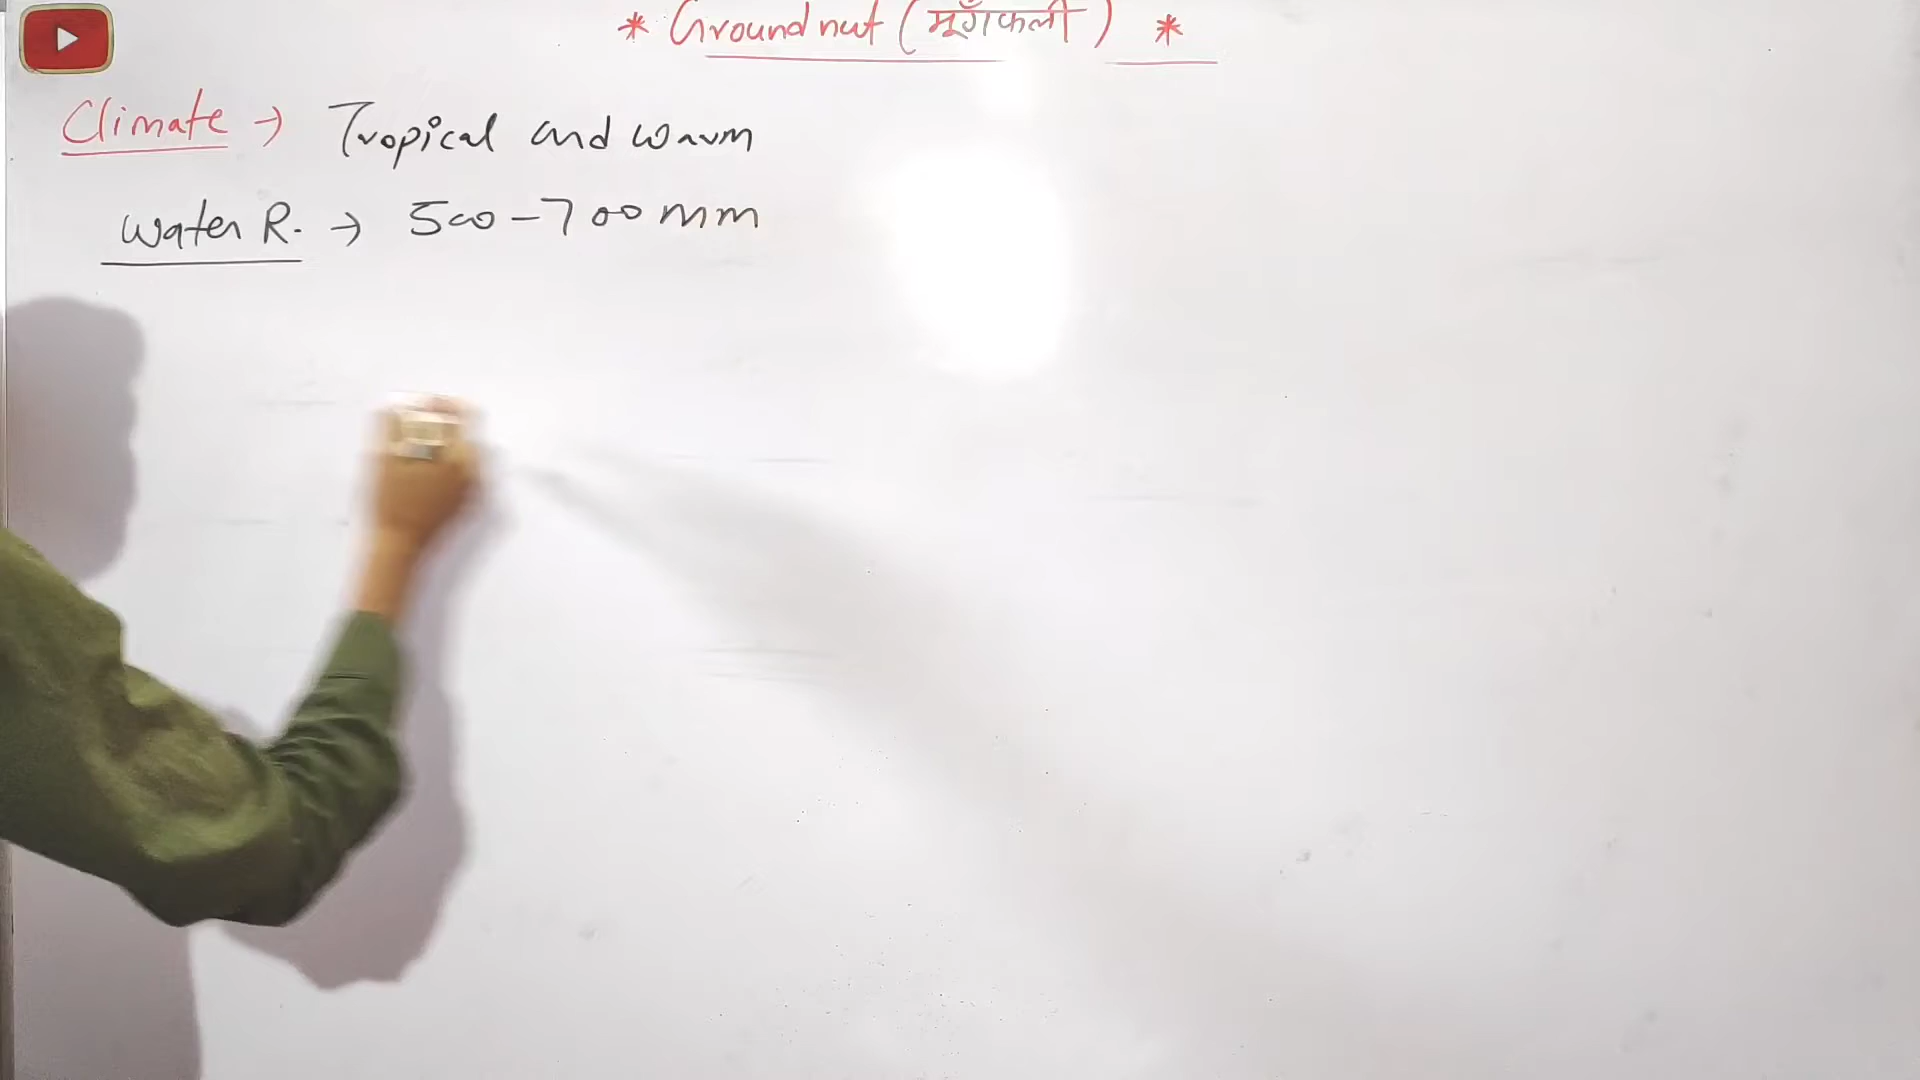 * Groundnut (मूँगफली) *
Climate → Tropical and warm
Water R. → 500-700 mm